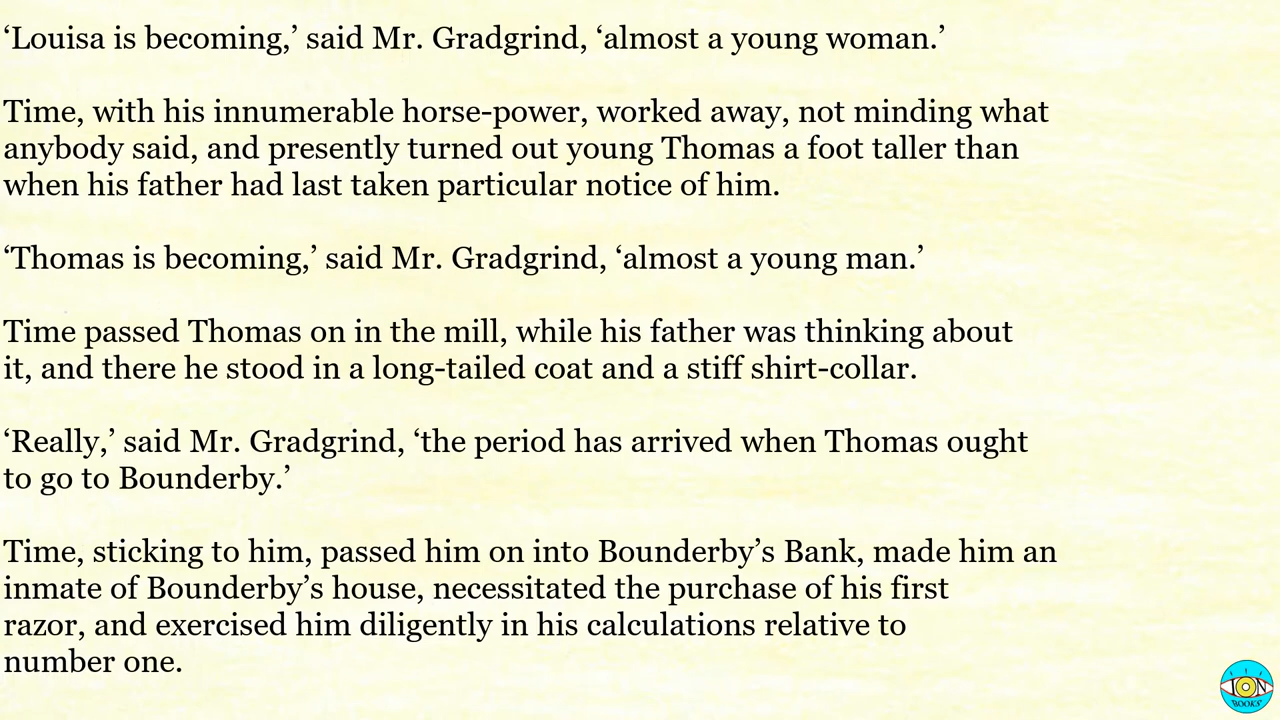 ‘Louisa is becoming,’ said Mr. Gradgrind, ‘almost a young woman.’
Time, with his innumerable horse-power, worked away, not minding what
anybody said, and presently turned out young Thomas a foot taller than
when his father had last taken particular notice of him.
‘Thomas is becoming,’ said Mr. Gradgrind, ‘almost a young man.’
Time passed Thomas on in the mill, while his father was thinking about
it, and there he stood in a long-tailed coat and a stiff shirt-collar.
‘Really,’ said Mr. Gradgrind, ‘the period has arrived when Thomas ought
to go to Bounderby.’
Time, sticking to him, passed him on into Bounderby’s Bank, made him an
inmate of Bounderby’s house, necessitated the purchase of his first
razor, and exercised him diligently in his calculations relative to
number one.
ION
BOOKS